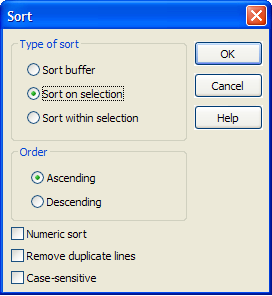 Sort
Type of sort
OK
Sort buffer
Sort on selection
Cancel
Sort within selection
Help
Order
Ascending
Descending
Numeric sort
Remove duplicate lines
Case-sensitive